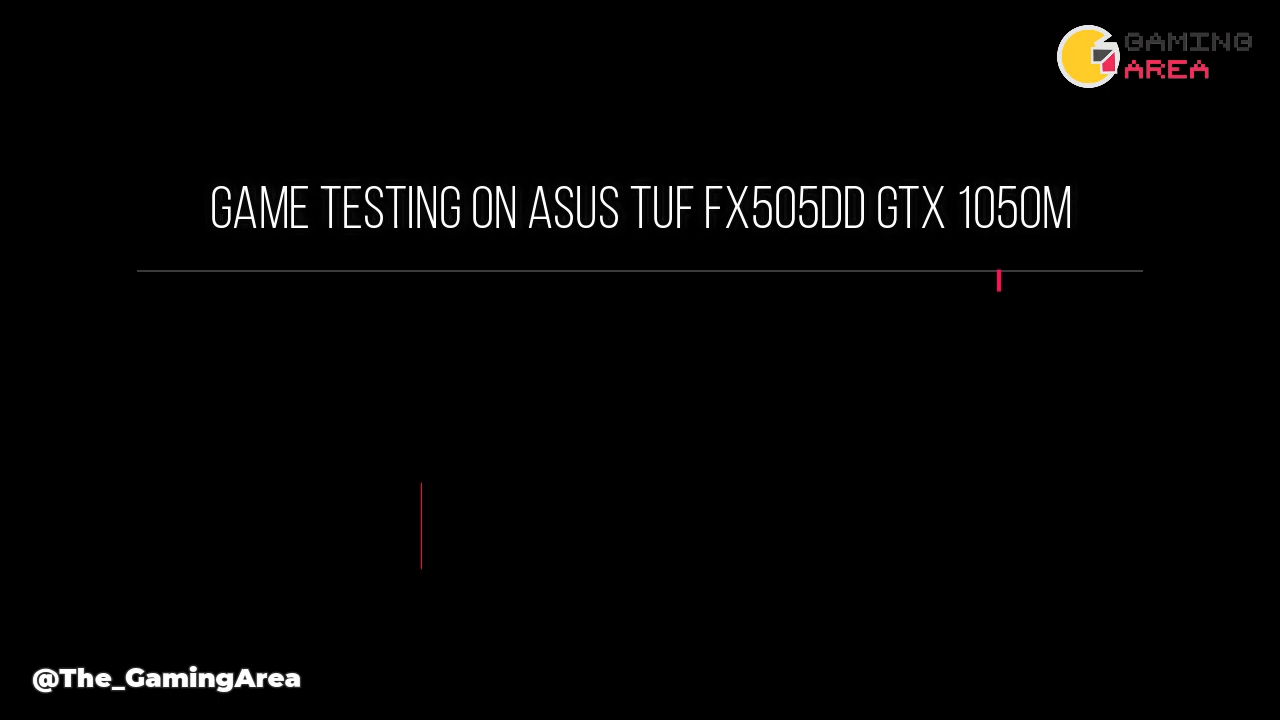 GAMING
AREA
GAME TESTING ON ASUS TUF FX505DD GTX 1050M
@The_GamingArea